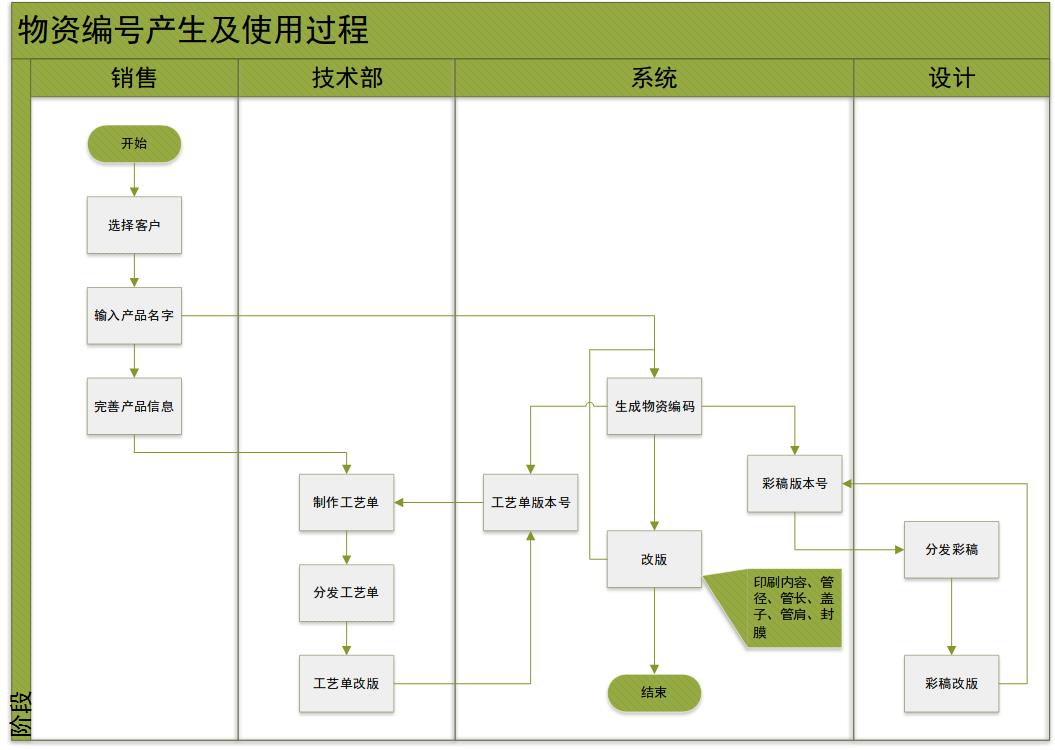 物资编号产生及使用过程
销售
技术部
系统
设计
开始
选择客户
输入产品名字
完善产品信息
生成物资编码
制作工艺单
工艺单版本号
彩稿版本号
分发彩稿
改版
分发工艺单
印刷内容、管
径、管长、盖
子、管肩、封
膜
工艺单改版
结束
彩稿改版
阶段